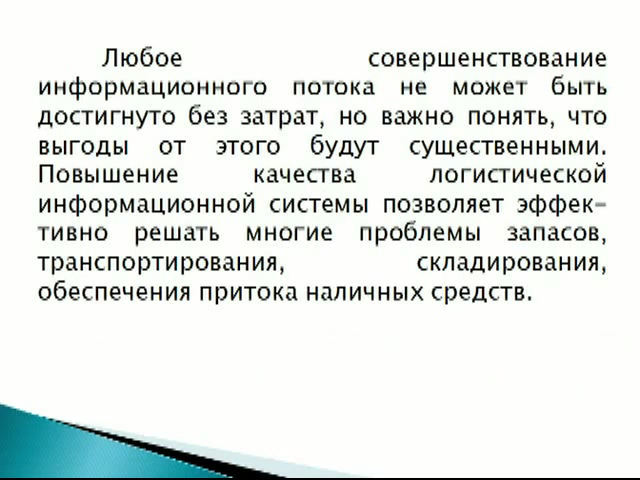 Любое совершенствование
информационного потока не может быть
достигнуто без затрат, но важно понять, что
выгоды от этого будут существенными.
Повышение качества логистической
информационной системы позволяет эффек-
тивно решать многие проблемы запасов,
транспортирования, складирования,
обеспечения притока наличных средств.